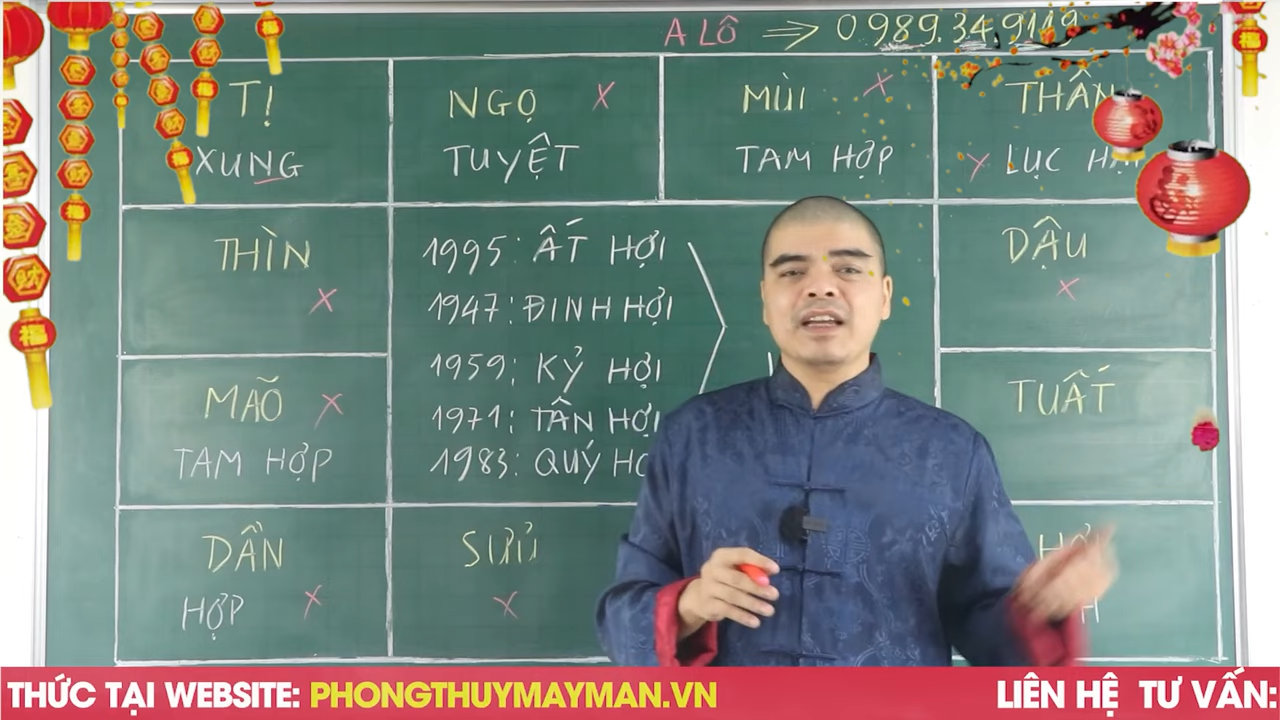 A LÔ ⇒ 0989.34.9119
TỊ
XUNG
NGỌ X
TUYỆT
MÙI X
TAM HỢP
THÂN
X LỤC
THÌN
X
1995: ẤT HỢI
1947: ĐINH HỢI
1959: KỶ HỢI
1971: TÂN HỢI
1983: QUÝ
DẬU
X
MÃO X
TAM HỢP
TUẤT
DẦN
HỢP X
SỬU
X
THỨC TẠI WEBSITE: PHONGTHUYMAYMAN.VN
LIÊN HỆ TƯ VẤN: